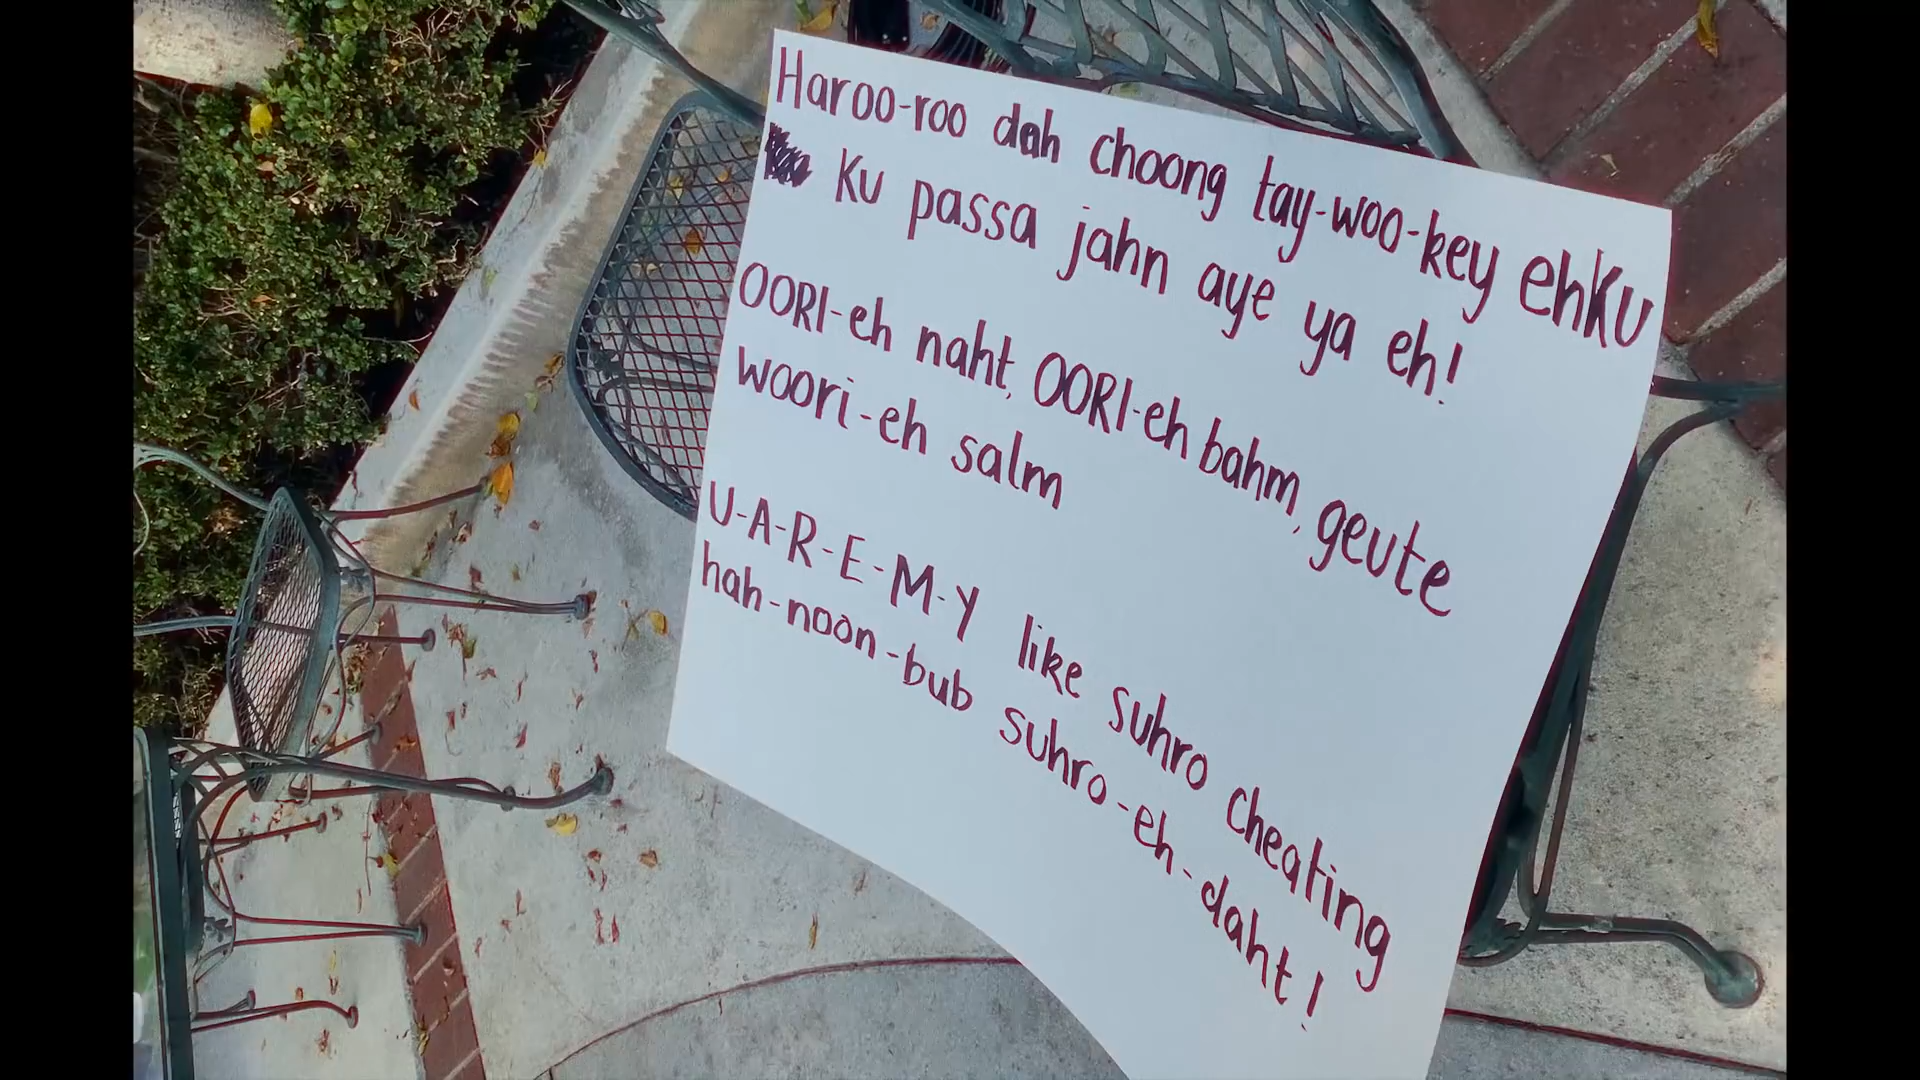 Haroo-roo dah choong tay-woo-key ehKU
Ku passa jahn aye ya eh!
OORI-eh naht, OORI-eh bahm, geute
woori-eh salm
U-A-R-E-M-Y like suhro cheating
hah-noon-bub suhro-eh-daht!